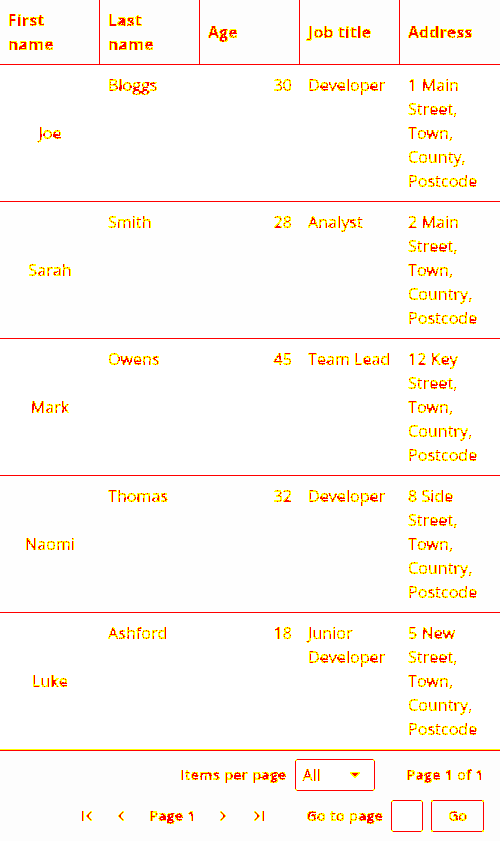 First name Last name Age Job title Address
Joe Bloggs 30 Developer 1 Main Street, Town, County, Postcode
Sarah Smith 28 Analyst 2 Main Street, Town, Country, Postcode
Mark Owens 45 Team Lead 12 Key Street, Town, Country, Postcode
Naomi Thomas 32 Developer 8 Side Street, Town, Country, Postcode
Luke Ashford 18 Junior Developer 5 New Street, Town, Country, Postcode
Items per page All Page 1 of 1
Page 1 Go to page Go